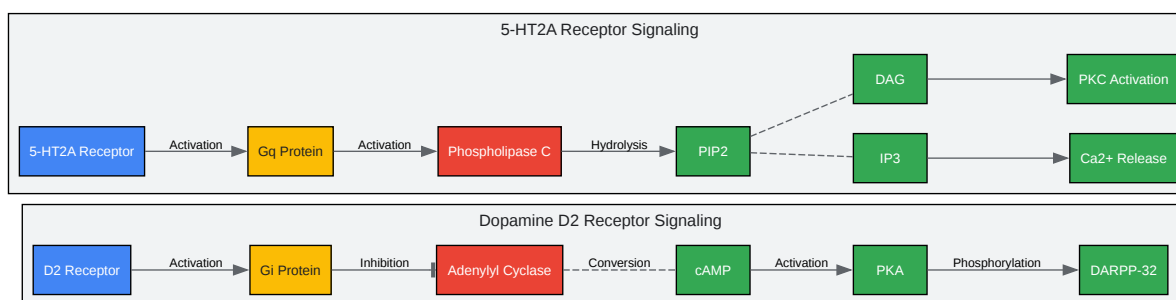 5-HT2A Receptor Signaling
DAG
PKC Activation
5-HT2A Receptor
Activation
Gq Protein
Activation
Phospholipase C
Hydrolysis
PIP2
IP3
Ca2+ Release
Dopamine D2 Receptor Signaling
D2 Receptor
Activation
Gi Protein
Inhibition
Adenylyl Cyclase
Conversion
cAMP
Activation
PKA
Phosphorylation
DARPP-32